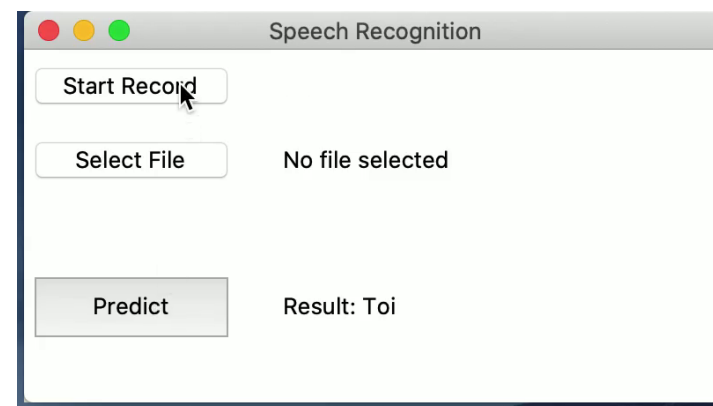 Speech Recognition
Start Record
Select File No file selected
Predict Result: Toi